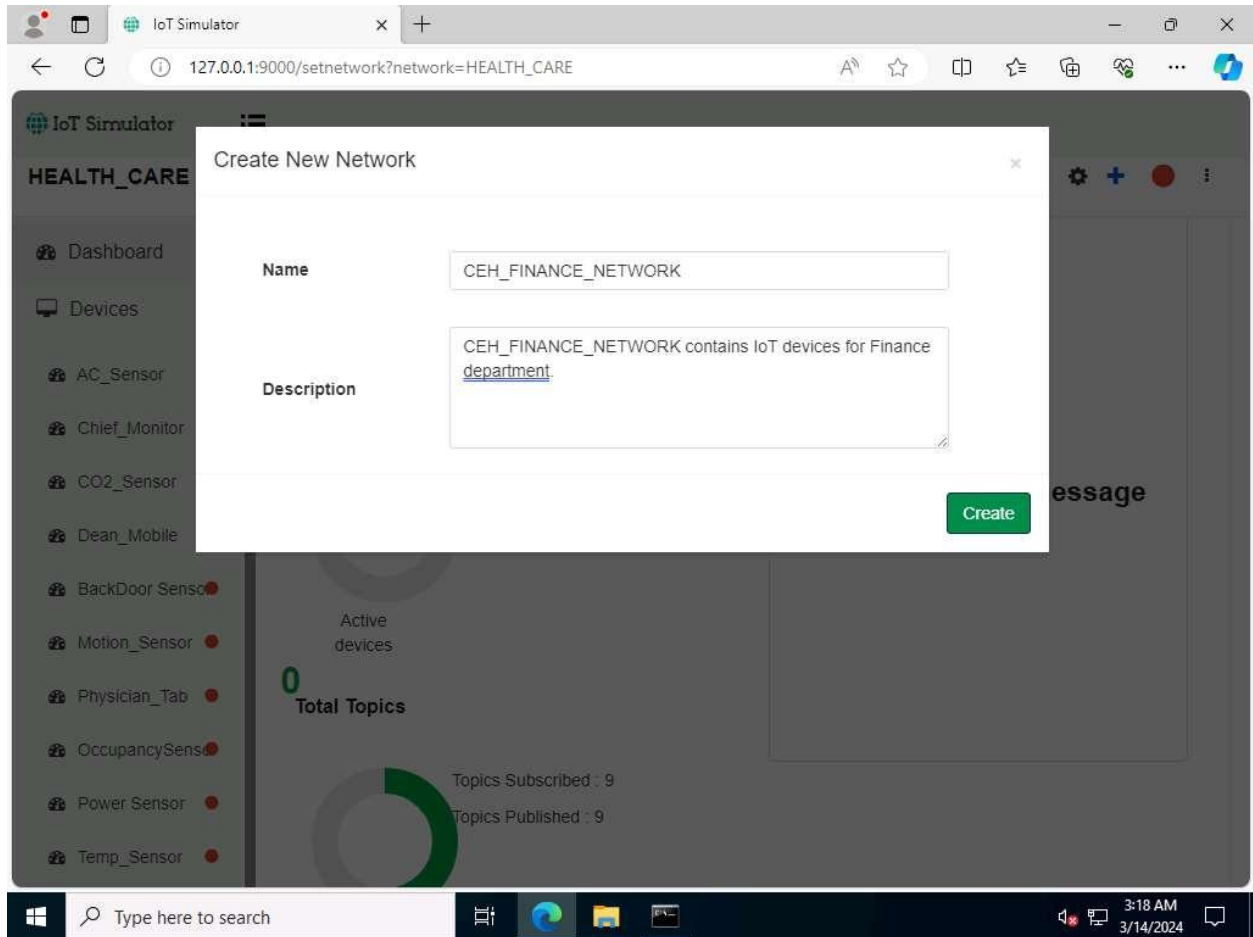 IoT Simulator
127.0.0.1:9000/setnetwork?network=HEALTH_CARE
IoT Simulator
HEALTH_CARE
Create New Network
Dashboard
Devices
AC_Sensor
Chief_Monitor
CO2_Sensor
Dean_Mobile
BackDoor Senso
Motion_Sensor
Physician_Tab
OccupancySenso
Power Sensor
Temp_Sensor
Name
CEH_FINANCE_NETWORK
Description
CEH_FINANCE_NETWORK contains IoT devices for Finance
department.
Create
essage
Active
devices
0
Total Topics
Topics Subscribed : 9
Topics Published : 9
Type here to search
3:18 AM
3/14/2024